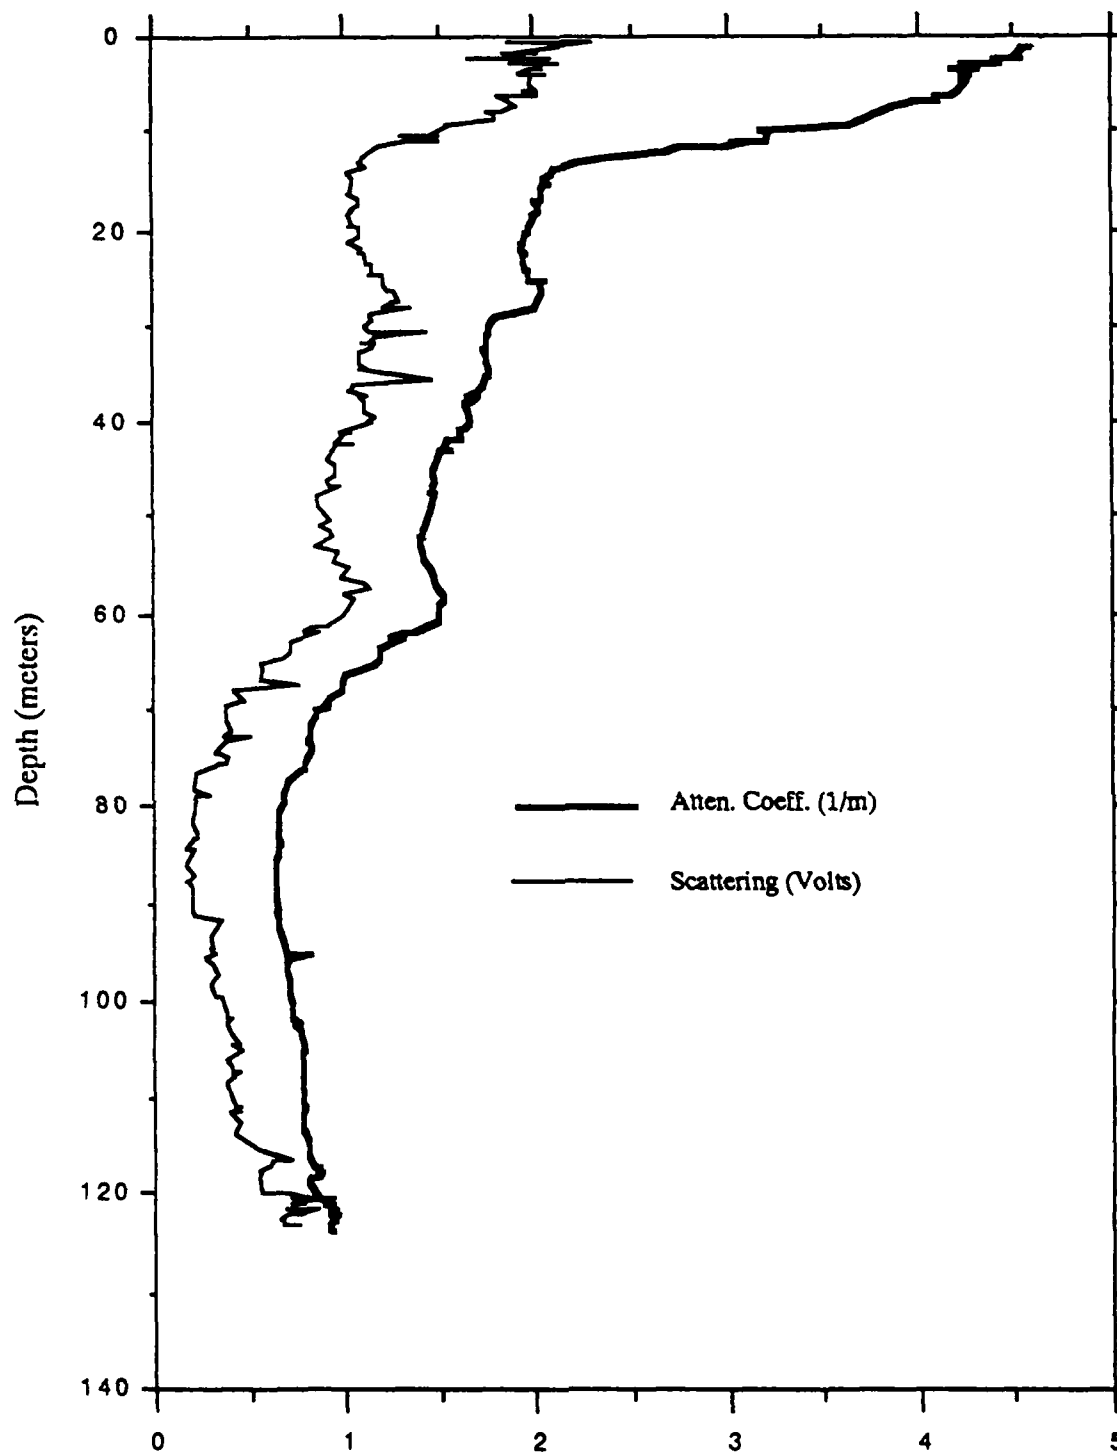 0
20
40
60
80
100
120
140
Depth (meters)
Atten. Coeff. (1/m)
Scattering (Volts)
0 1 2 3 4 5